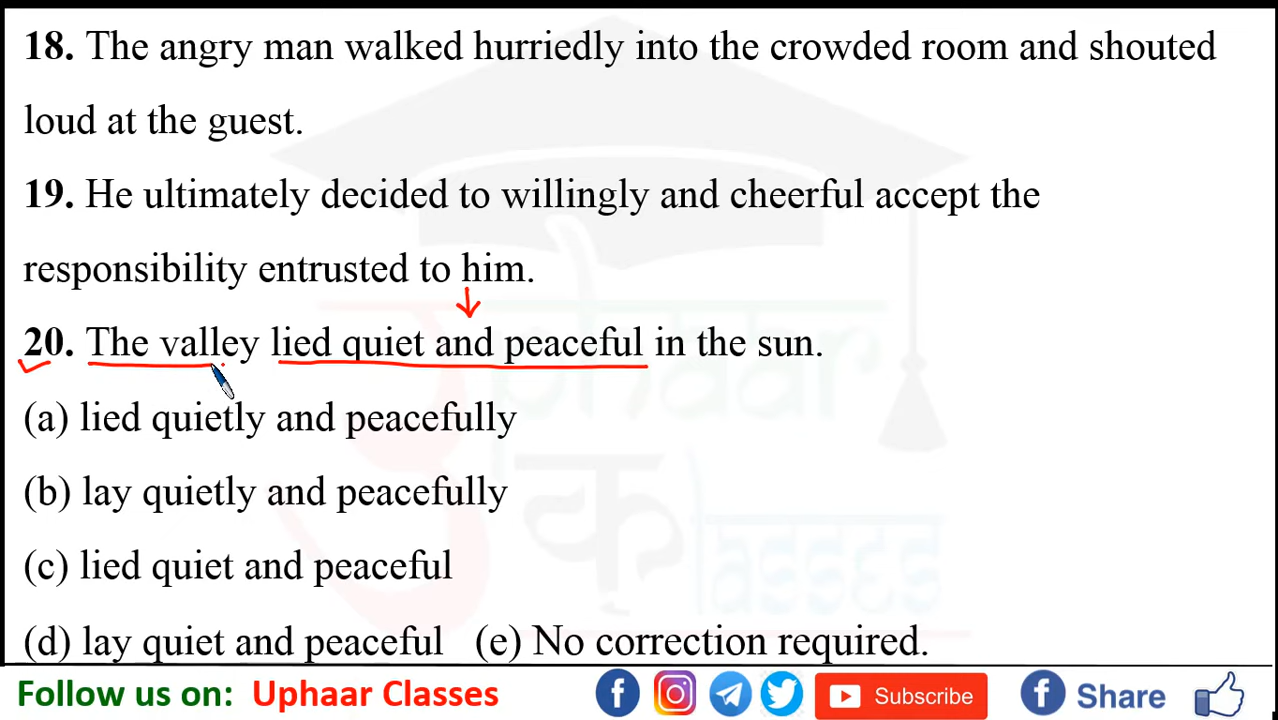 18. The angry man walked hurriedly into the crowded room and shouted
loud at the guest.
19. He ultimately decided to willingly and cheerful accept the
responsibility entrusted to him.
20. The valley lied quiet and peaceful in the sun.
(a) lied quietly and peacefully
(b) lay quietly and peacefully
(c) lied quiet and peaceful
(d) lay quiet and peaceful (e) No correction required.
Follow us on: Uphaar Classes Subscribe Share